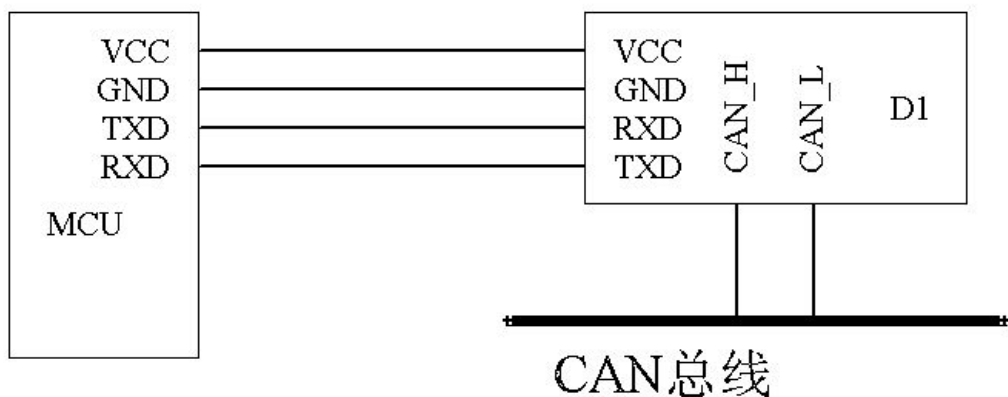 VCC
GND
TXD
RXD
MCU
VCC
GND
RXD
TXD
CAN_H
CAN_L
D1
CAN总线